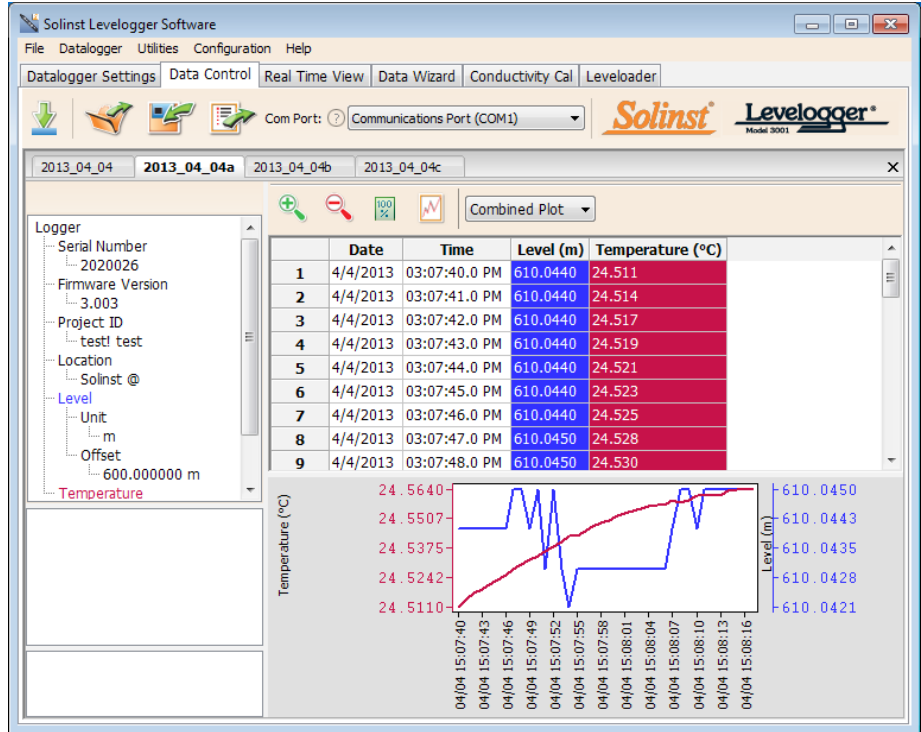 Solinst Levelogger Software
File Datalogger Utilities Configuration Help
Datalogger Settings Data Control Real Time View Data Wizard Conductivity Cal Leveloader
Com Port: ? Communications Port (COM1) Solinst Levelogger
Model 3001
2013_04_04 2013_04_04a 2013_04_04b 2013_04_04c
100 % Combined Plot
Logger
Serial Number
2020026
Firmware Version
3.003
Project ID
test! test
Location
Solinst @
Level
Unit
m
Offset
600.000000 m
Temperature
Date Time Level (m) Temperature (°C)
1 4/4/2013 03:07:40.0 PM 610.0440 24.511
2 4/4/2013 03:07:41.0 PM 610.0440 24.514
3 4/4/2013 03:07:42.0 PM 610.0440 24.517
4 4/4/2013 03:07:43.0 PM 610.0440 24.519
5 4/4/2013 03:07:44.0 PM 610.0440 24.521
6 4/4/2013 03:07:45.0 PM 610.0440 24.523
7 4/4/2013 03:07:46.0 PM 610.0440 24.525
8 4/4/2013 03:07:47.0 PM 610.0450 24.528
9 4/4/2013 03:07:48.0 PM 610.0450 24.530
Temperature (°C)
24.5640
24.5507
24.5375
24.5242
24.5110
Level (m)
610.0450
610.0443
610.0435
610.0428
610.0421
04/04 15:07:40
04/04 15:07:43
04/04 15:07:46
04/04 15:07:49
04/04 15:07:52
04/04 15:07:55
04/04 15:07:58
04/04 15:08:01
04/04 15:08:04
04/04 15:08:07
04/04 15:08:10
04/04 15:08:13
04/04 15:08:16